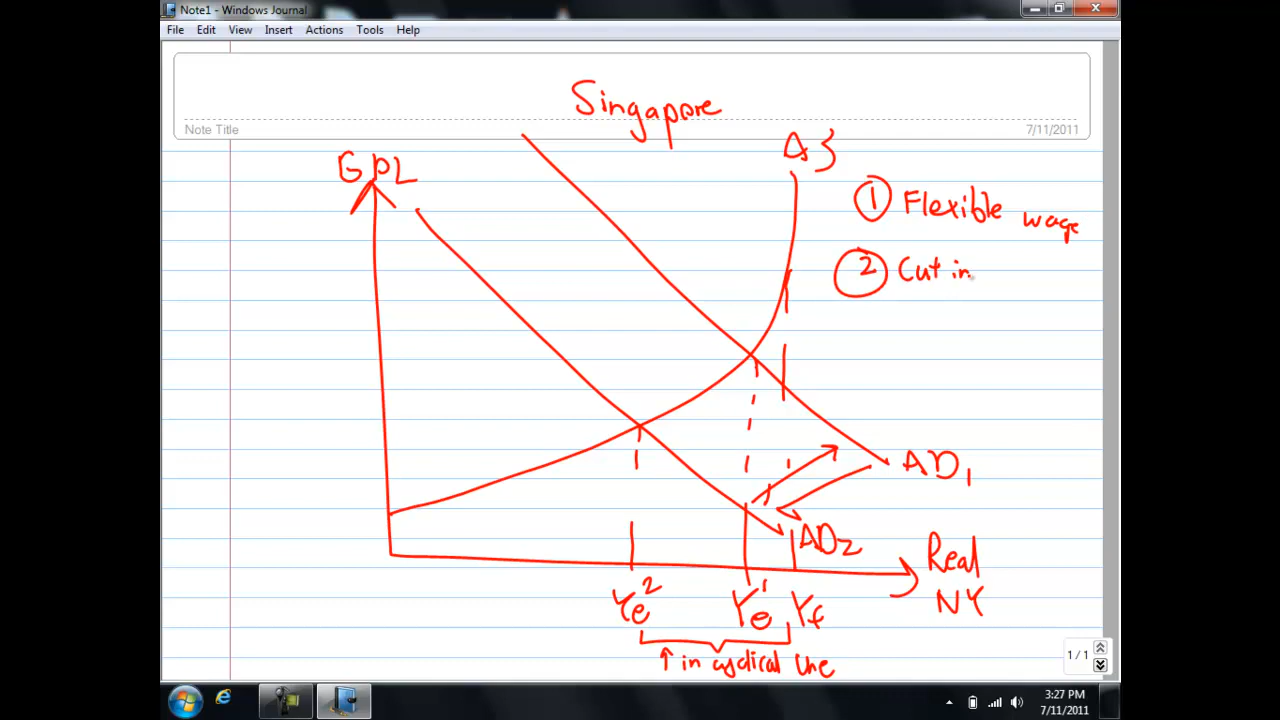 Note1 - Windows Journal
File Edit View Insert Actions Tools Help
Singapore
Note Title
7/11/2011
GPL
AS
① Flexible wage
② Cut in
AD1
AD2
Real
NY
Ye²
Ye¹
Yf
↑ in cyclical Une
1 / 1
3:27 PM
7/11/2011